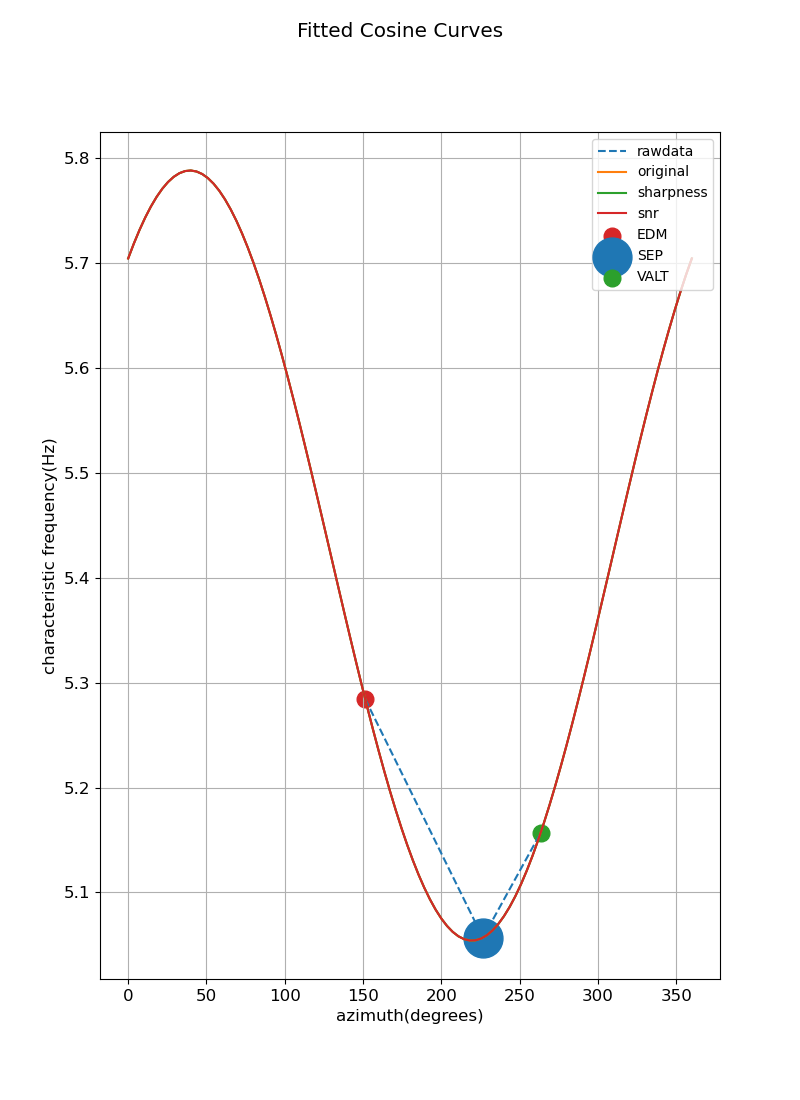 Fitted Cosine Curves
5.8
5.7
5.6
5.5
5.4
5.3
5.2
5.1
characteristic frequency(Hz)
rawdata
original
sharpness
snr
EDM
SEP
VALT
0 50 100 150 200 250 300 350
azimuth(degrees)